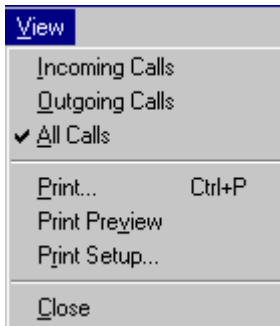 View
Incoming Calls
Outgoing Calls
All Calls
Print... Ctrl+P
Print Preview
Print Setup...
Close